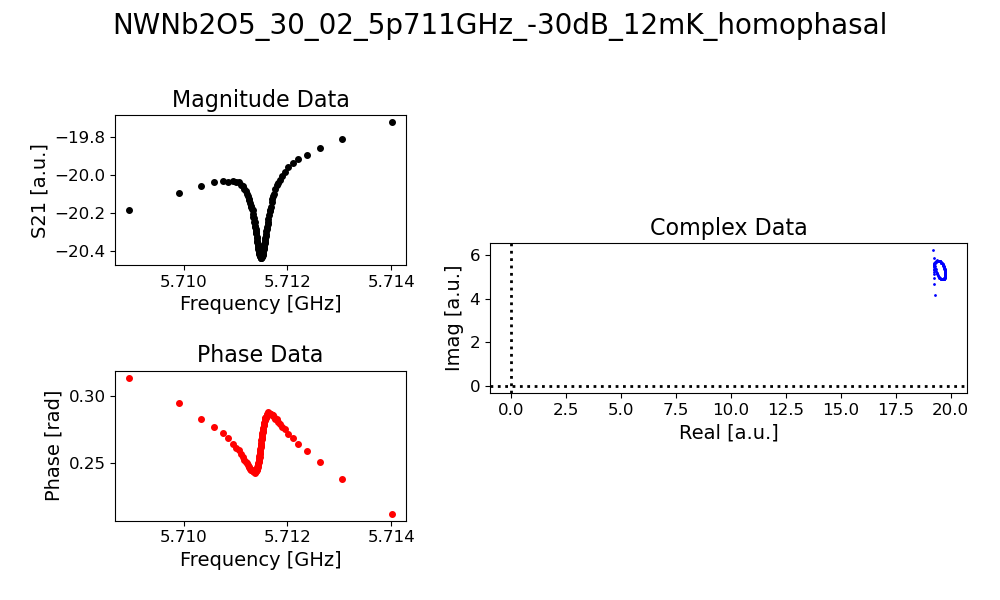 NWNb2O5_30_02_5p711GHz_-30dB_12mK_homophasal
Magnitude Data
S21 [a.u.]
−19.8
−20.0
−20.2
−20.4
5.710 5.712 5.714
Frequency [GHz]
Phase Data
Phase [rad]
0.30
0.25
5.710 5.712 5.714
Frequency [GHz]
Complex Data
Imag [a.u.]
6
4
2
0
0.0 2.5 5.0 7.5 10.0 12.5 15.0 17.5 20.0
Real [a.u.]